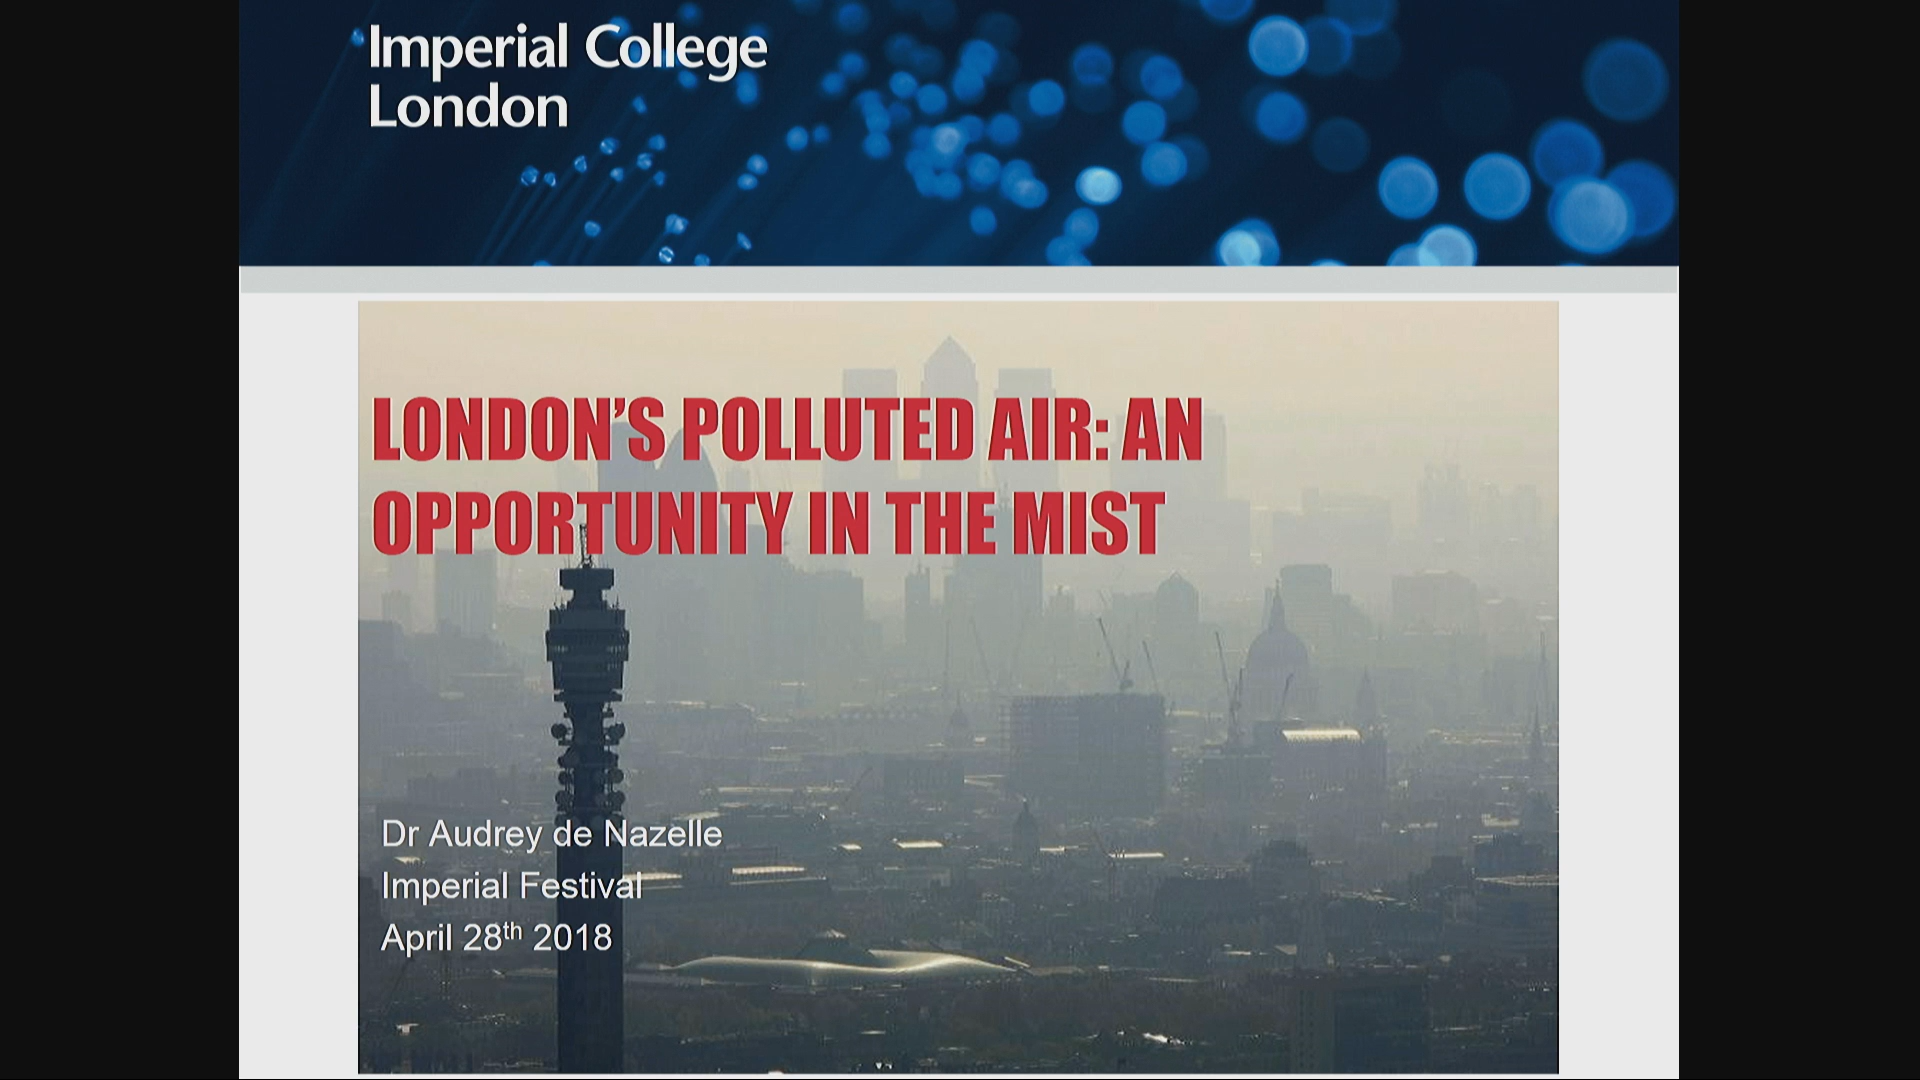 Imperial College
London
LONDON'S POLLUTED AIR: AN
OPPORTUNITY IN THE MIST
Dr Audrey de Nazelle
Imperial Festival
April 28th 2018